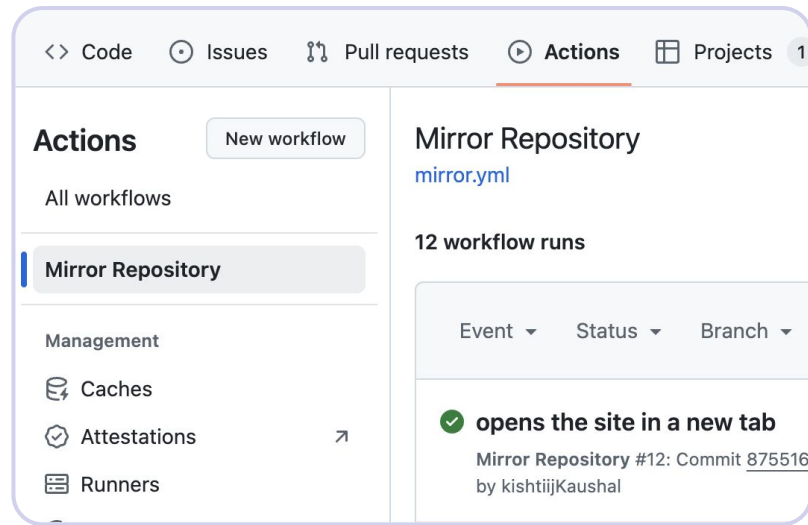 Code Issues Pull requests Actions Projects 1
Actions
New workflow
All workflows
Mirror Repository
Management
Caches
Attestations
Runners
Mirror Repository
mirror.yml
12 workflow runs
Event Status Branch
opens the site in a new tab
Mirror Repository #12: Commit 875516
by kishtiijKaushal